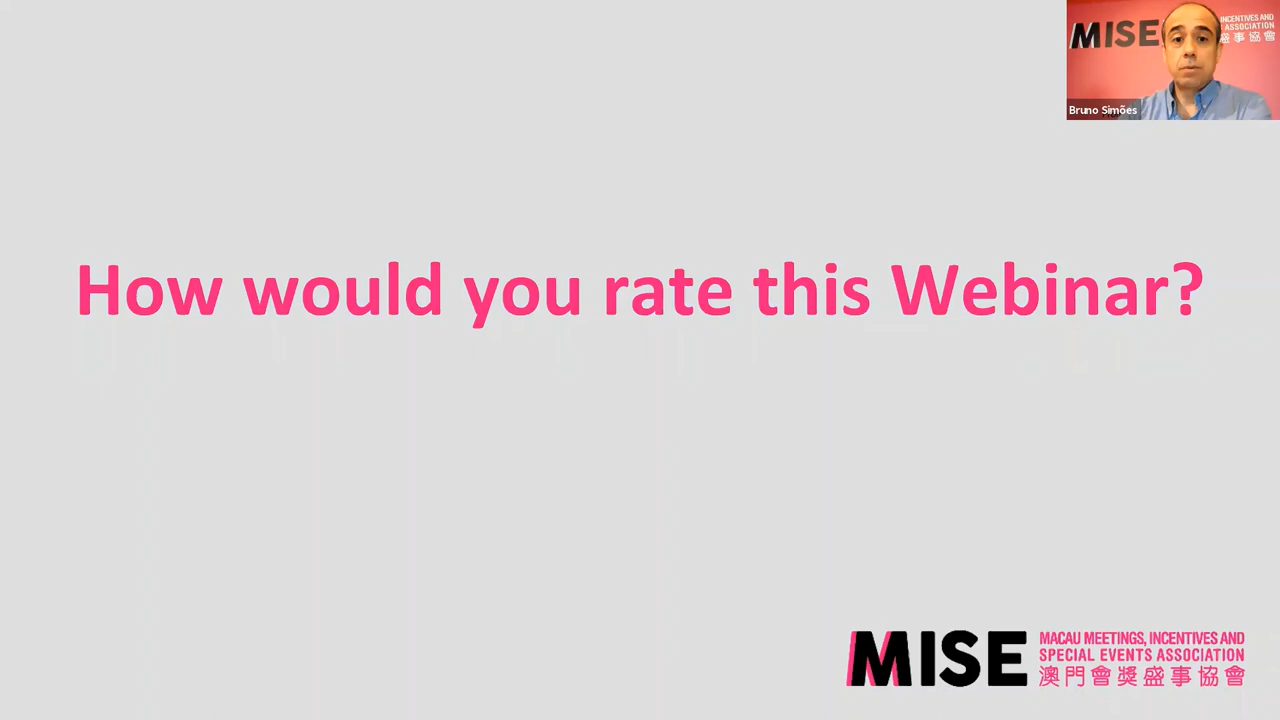 MISE
INCENTIVES AND
ASSOCIATION
盛事協會
Bruno Simões
How would you rate this Webinar?
MISE
MACAU MEETINGS, INCENTIVES AND
SPECIAL EVENTS ASSOCIATION
澳門會獎盛事協會